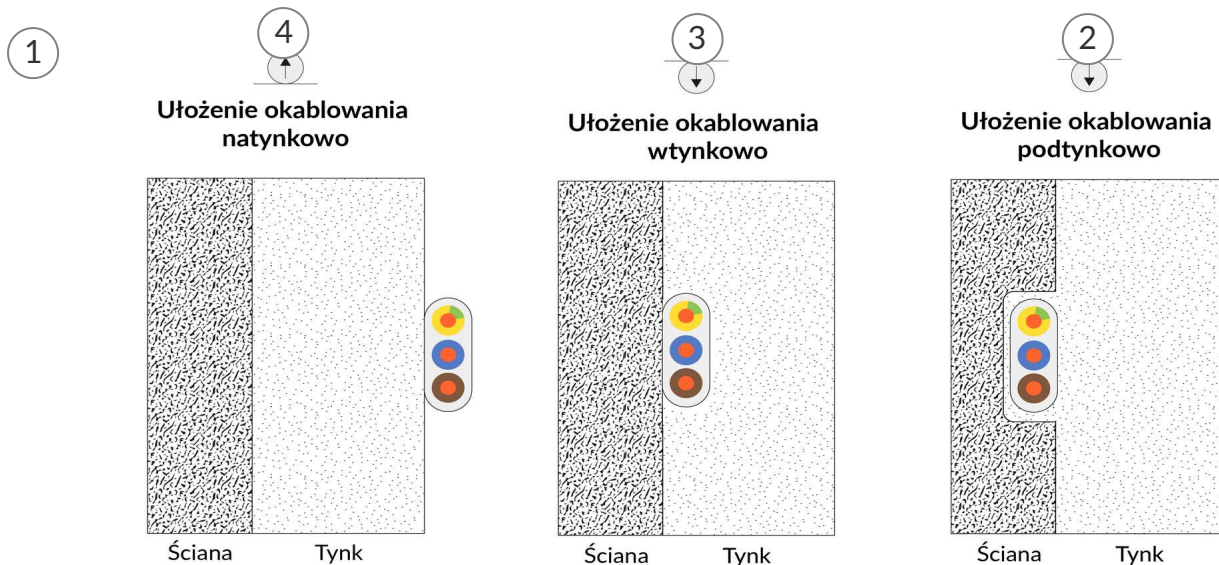 1
4
3
2
Ułożenie okablowania
natynkowo
Ułożenie okablowania
wtynkowo
Ułożenie okablowania
podtynkowo
Ściana Tynk
Ściana Tynk
Ściana Tynk